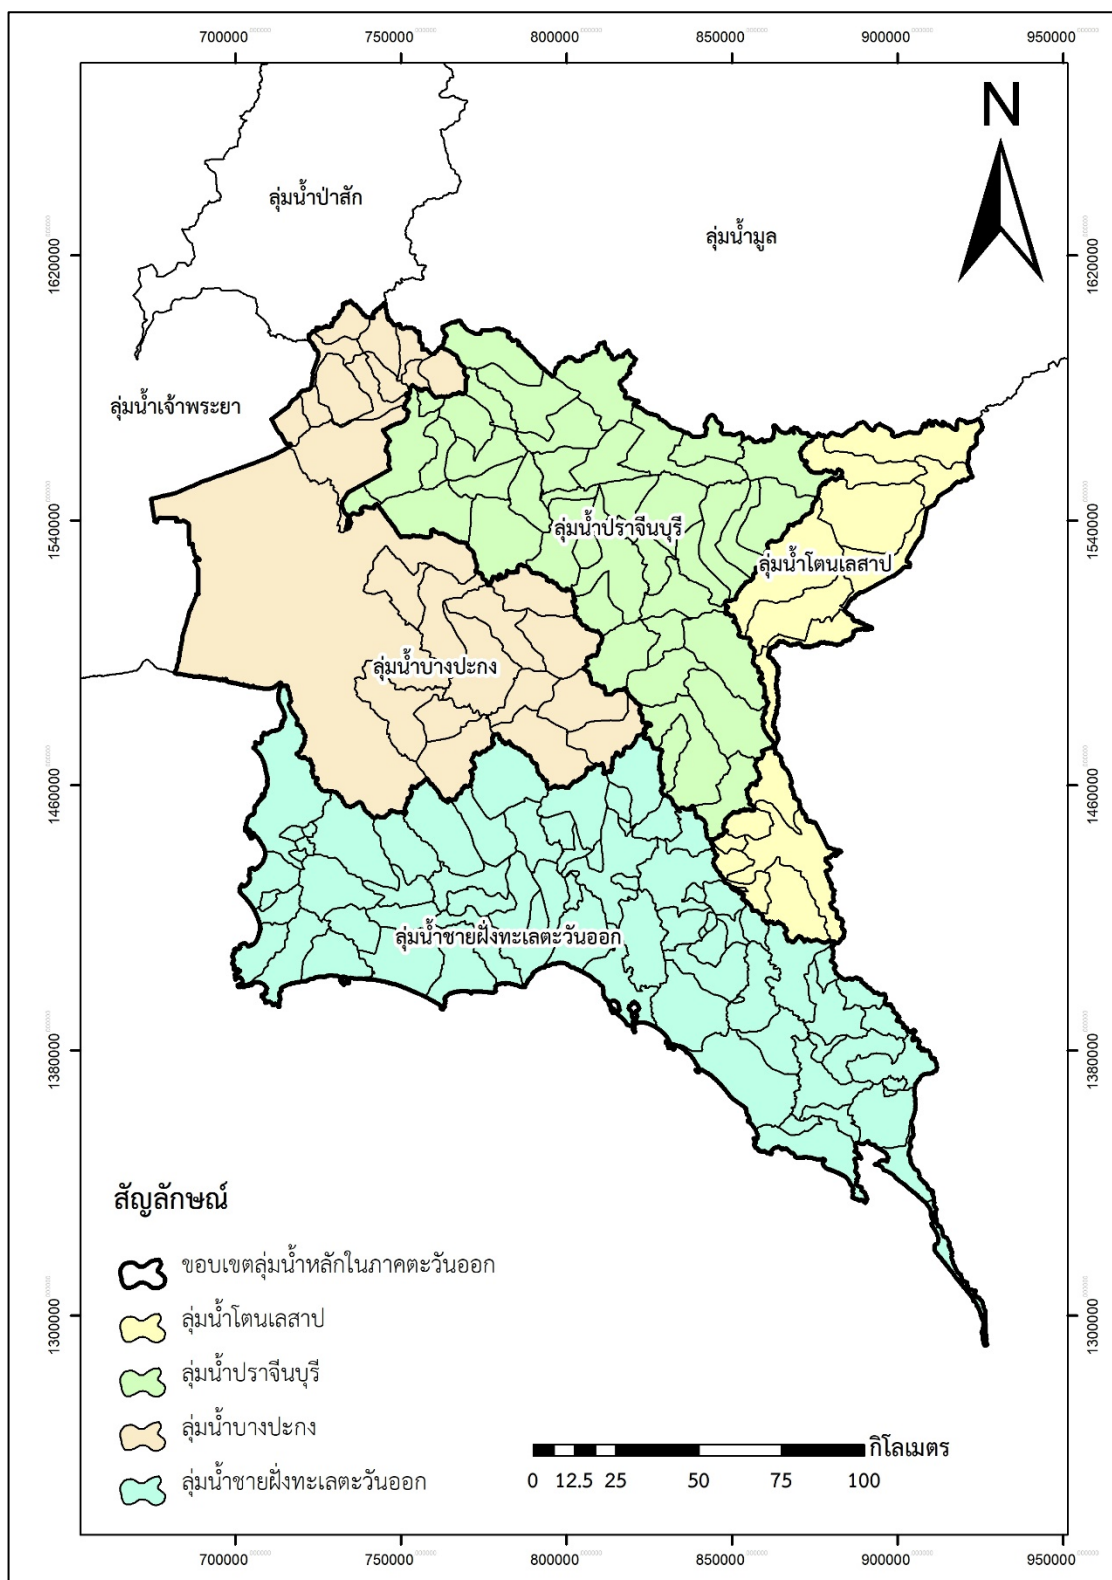 700000 750000 800000 850000 900000 950000
N
ลุ่มน้ำป่าสัก
ลุ่มน้ำมูล
1620000 1620000
ลุ่มน้ำเจ้าพระยา
1540000 1540000
ลุ่มน้ำปราจีนบุรี
ลุ่มน้ำโตนเลสาป
ลุ่มน้ำบางปะกง
1460000 1460000
ลุ่มน้ำชายฝั่งทะเลตะวันออก
1380000 1380000
สัญลักษณ์
ขอบเขตลุ่มน้ำหลักในภาคตะวันออก
ลุ่มน้ำโตนเลสาป
1300000 1300000
ลุ่มน้ำปราจีนบุรี
ลุ่มน้ำบางปะกง
ลุ่มน้ำชายฝั่งทะเลตะวันออก
กิโลเมตร
0 12.5 25 50 75 100
700000 750000 800000 850000 900000 950000